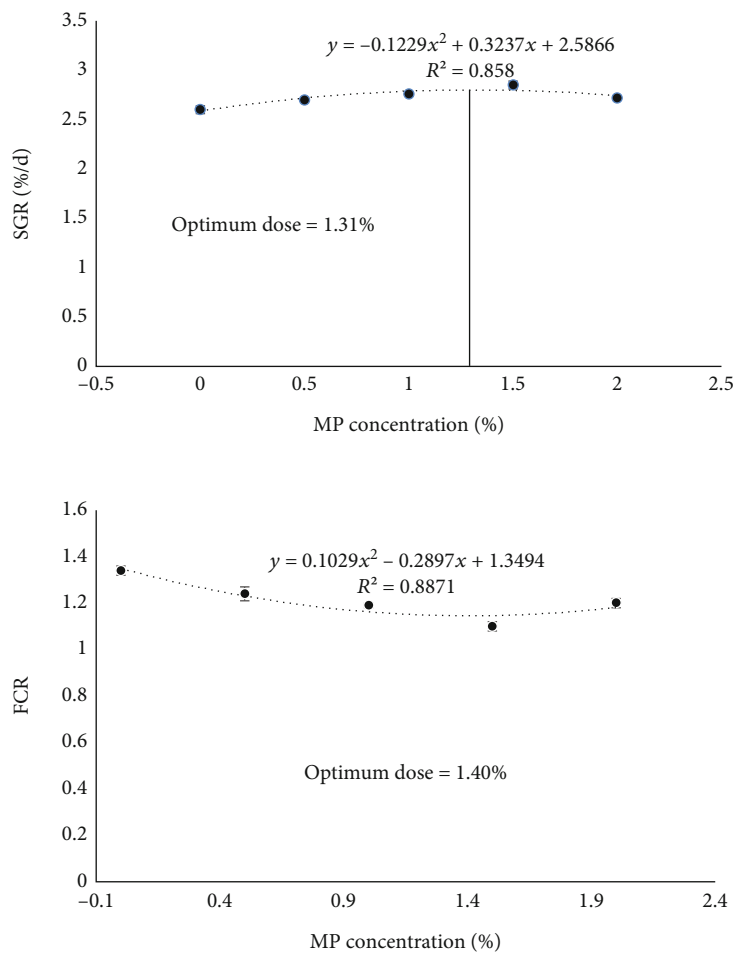 3.5
y = –0.1229x² + 0.3237x + 2.5866
R² = 0.858
3
2.5
2
1.5
1
0.5
0
SGR (%/d)
Optimum dose = 1.31%
–0.5 0 0.5 1 1.5 2 2.5
MP concentration (%)
1.6
1.4
1.2
1
0.8
0.6
0.4
0.2
0
FCR
y = 0.1029x² – 0.2897x + 1.3494
R² = 0.8871
Optimum dose = 1.40%
–0.1 0.4 0.9 1.4 1.9 2.4
MP concentration (%)